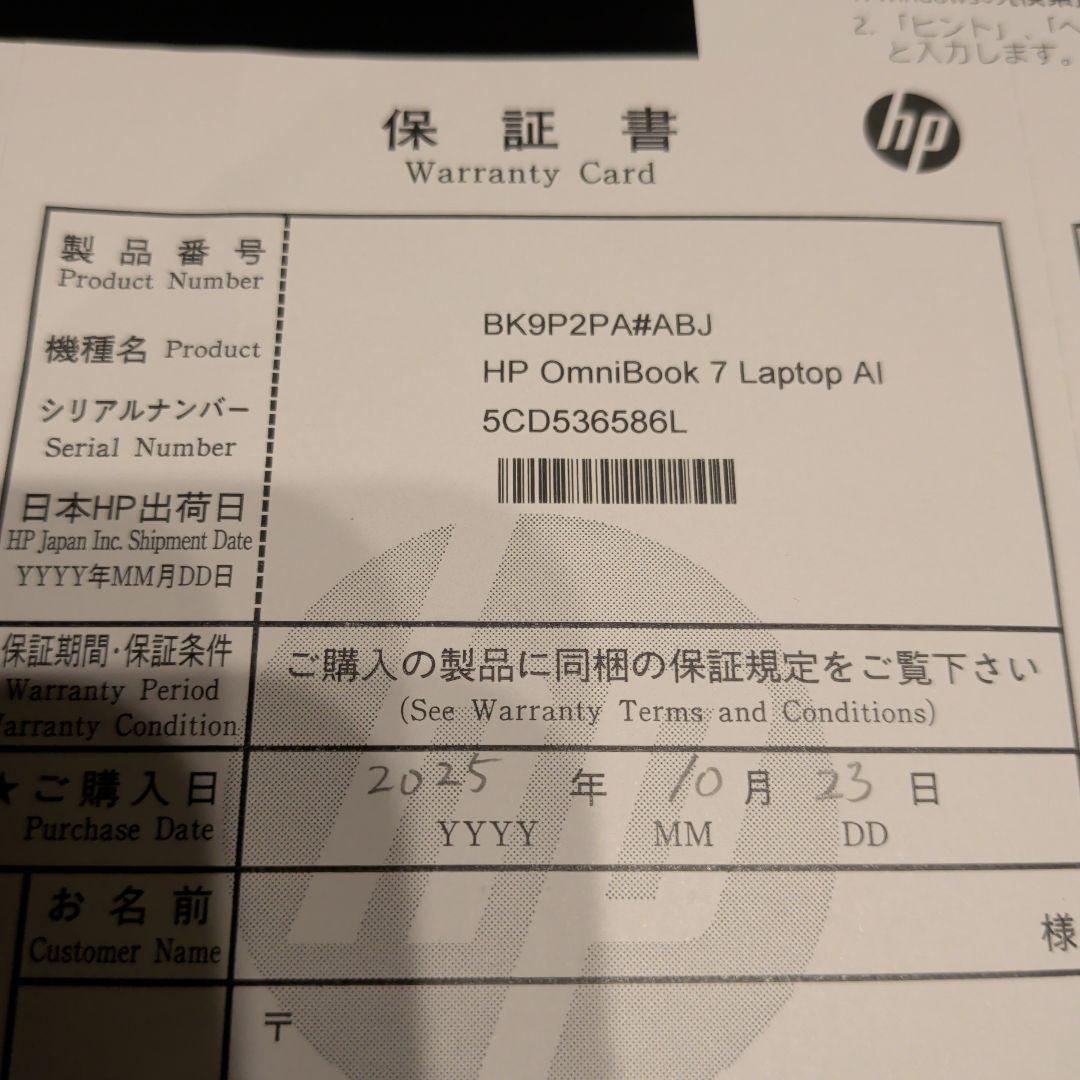 2. 「ヒント」、「ヘ
と入力します。
保証書
Warranty Card
hp
製品番号
Product Number
BK9P2PA#ABJ
機種名 Product
HP OmniBook 7 Laptop AI
シリアルナンバー
Serial Number
5CD536586L
日本HP出荷日
HP Japan Inc. Shipment Date
YYYY年MM月DD日
保証期間・保証条件
Warranty Period
Warranty Condition
ご購入の製品に同梱の保証規定をご覧下さい
(See Warranty Terms and Conditions)
★ご購入日
Purchase Date
2025 年 10 月 23 日
YYYY MM DD
お名前
Customer Name
様
〒